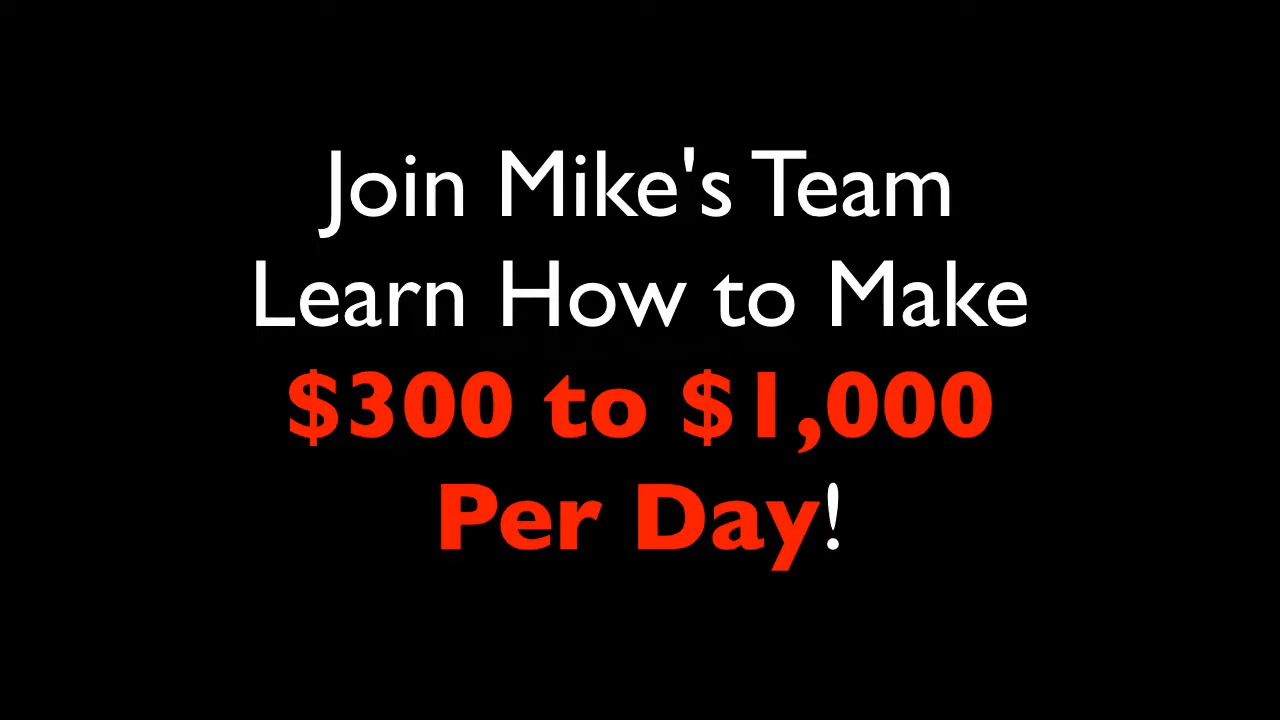 Join Mike's Team
Learn How to Make
$300 to $1,000
Per Day!